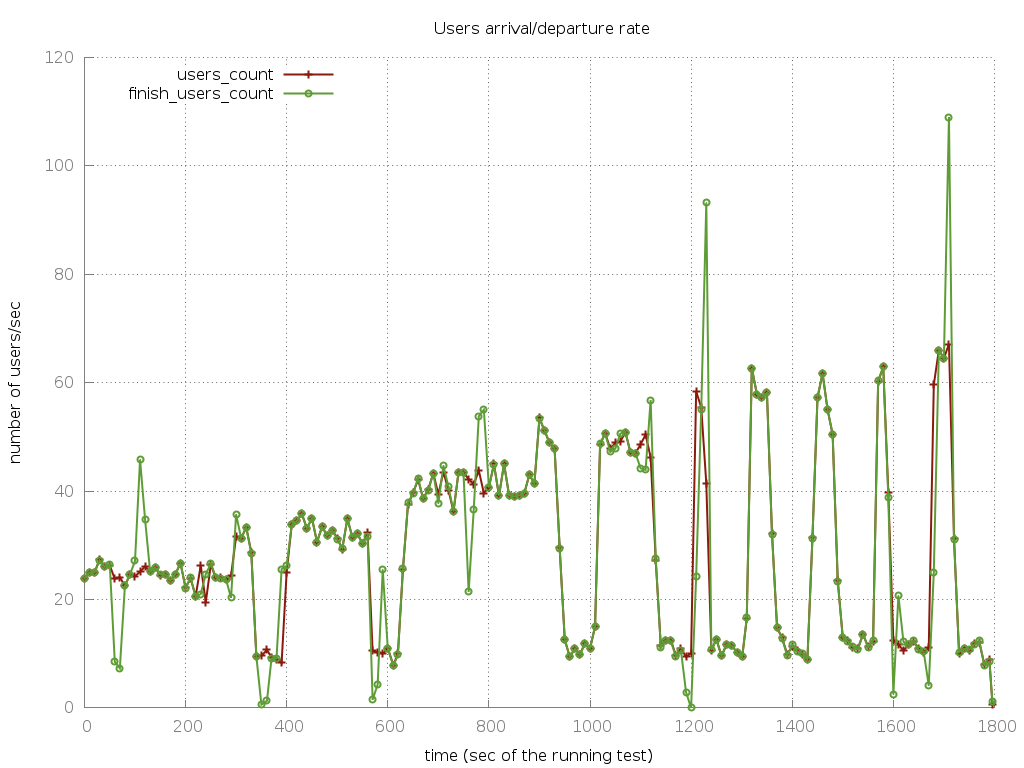 Users arrival/departure rate
users_count
finish_users_count
number of users/sec
120
100
80
60
40
20
0
0 200 400 600 800 1000 1200 1400 1600 1800
time (sec of the running test)